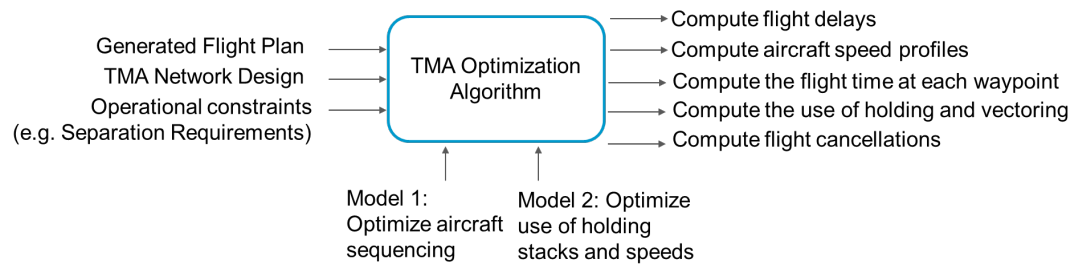 Generated Flight Plan
TMA Network Design
Operational constraints
(e.g. Separation Requirements)
TMA Optimization
Algorithm
Compute flight delays
Compute aircraft speed profiles
Compute the flight time at each waypoint
Compute the use of holding and vectoring
Compute flight cancellations
Model 1:
Optimize aircraft
sequencing
Model 2: Optimize
use of holding
stacks and speeds